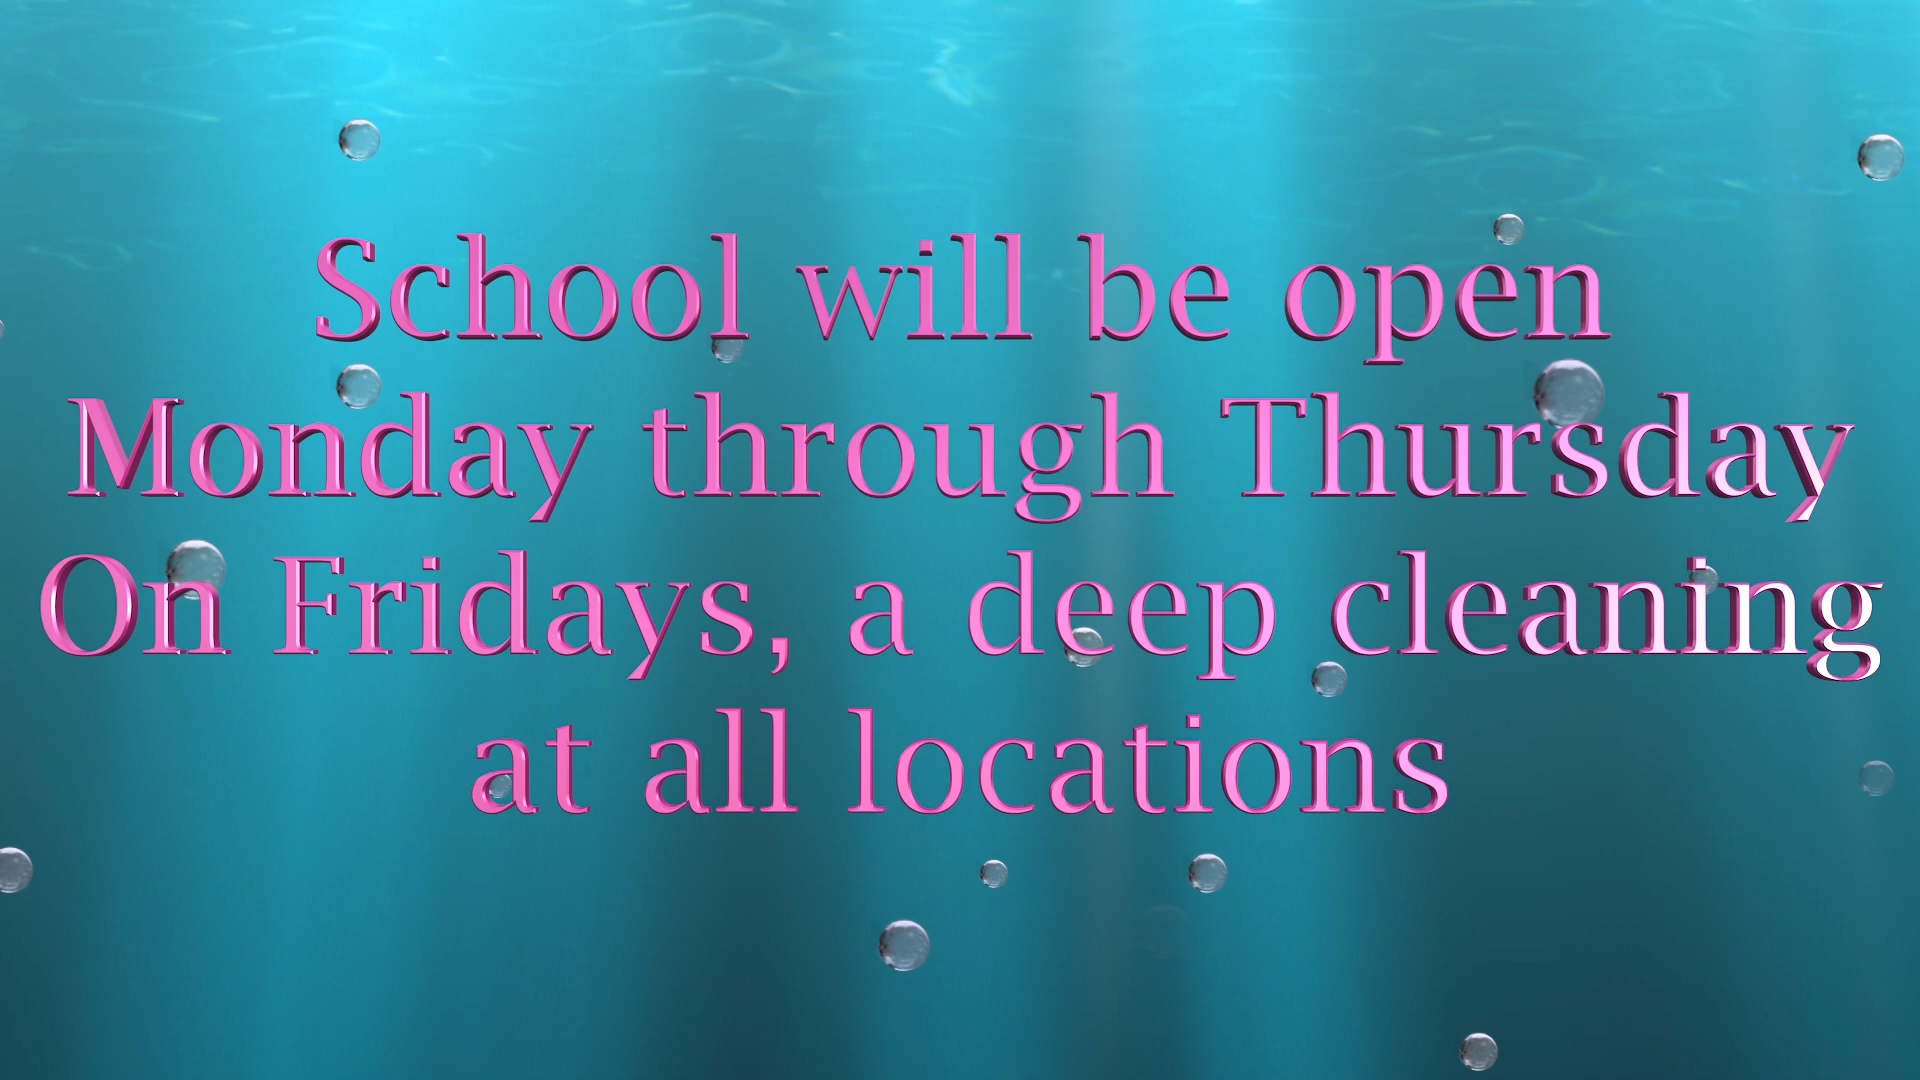 School will be open
Monday through Thursday
On Fridays, a deep cleaning
at all locations